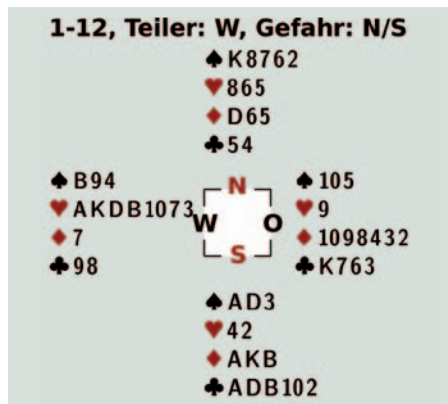 1-12, Teiler: W, Gefahr: N/S
♠ K8762
♥ 865
♦ D65
♣ 54
♠ B94
♥ AKDB1073
♦ 7
♣ 98
N
W O
S
♠ 105
♥ 9
♦ 1098432
♣ K763
♠ AD3
♥ 42
♦ AKB
♣ ADB102